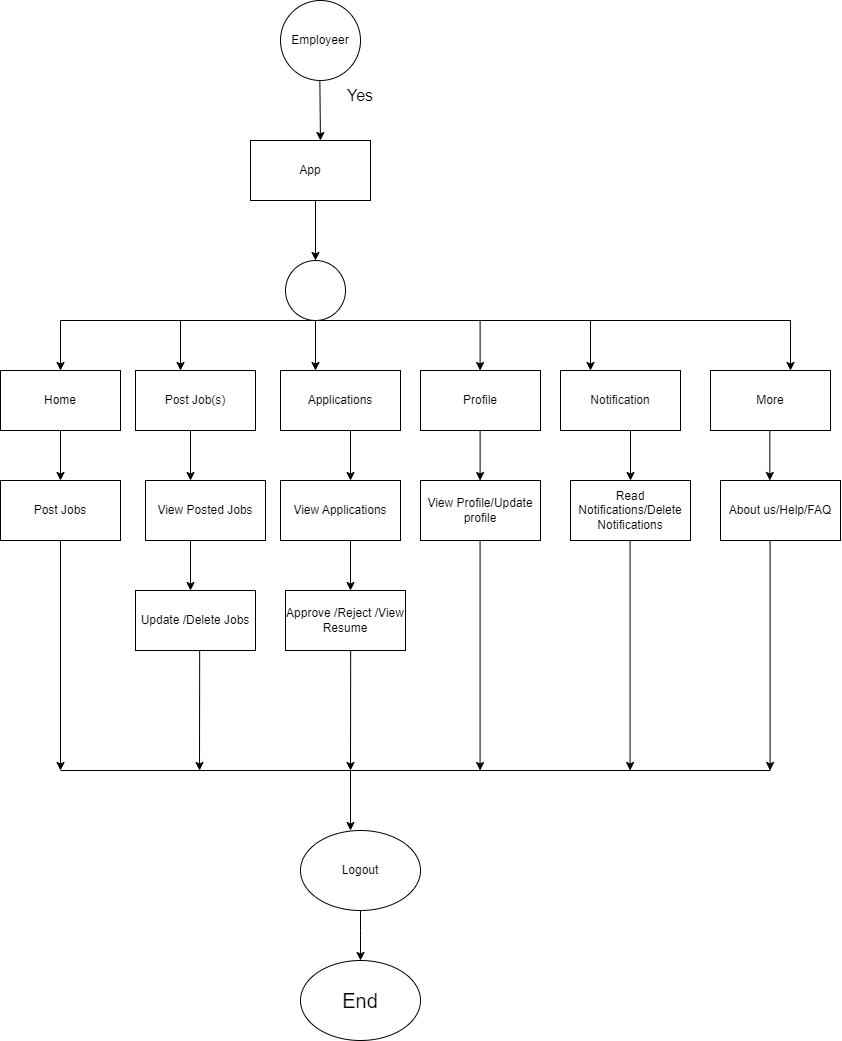 Employeer
Yes
App
Home
Post Job(s)
Applications
Profile
Notification
More
Post Jobs
View Posted Jobs
View Applications
View Profile/Update
profile
Read
Notifications/Delete
Notifications
About us/Help/FAQ
Update /Delete Jobs
Approve /Reject /View
Resume
Logout
End